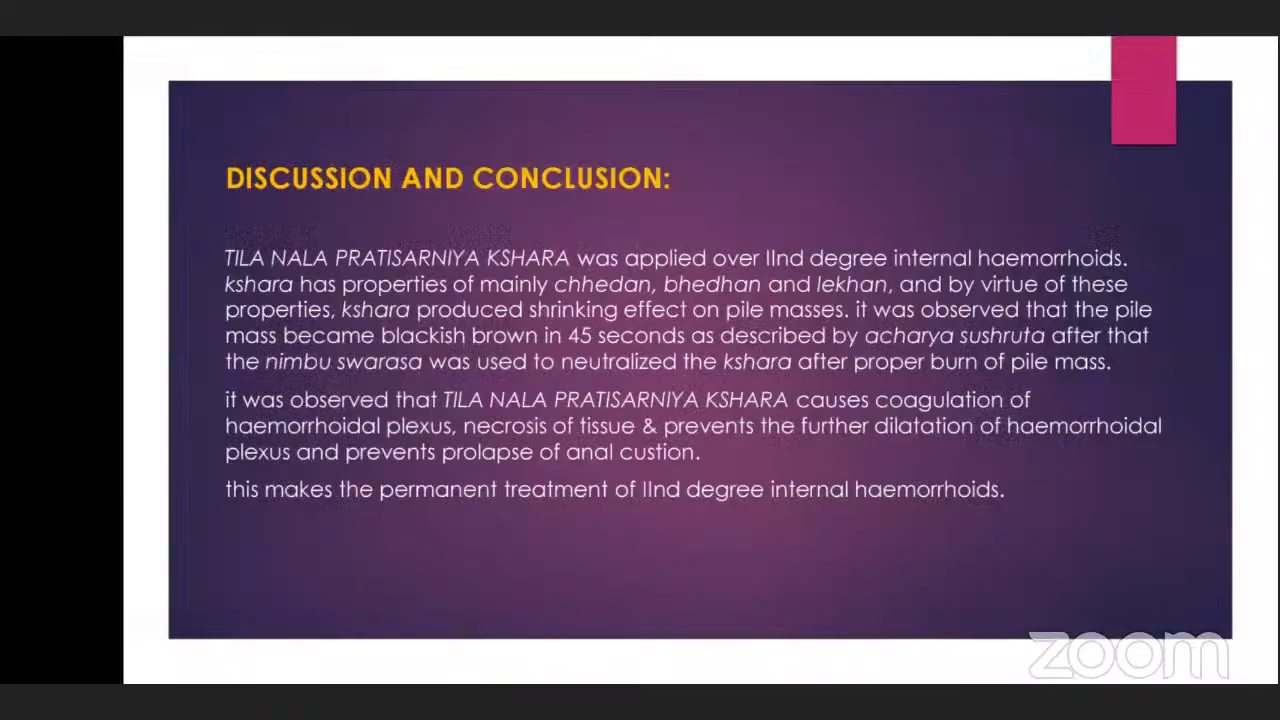 DISCUSSION AND CONCLUSION:
TILA NALA PRATISARNIYA KSHARA was applied over IInd degree internal haemorrhoids.
kshara has properties of mainly chhedan, bhedhan and lekhan, and by virtue of these
properties, kshara produced shrinking effect on pile masses. it was observed that the pile
mass became blackish brown in 45 seconds as described by acharya sushruta after that
the nimbu swarasa was used to neutralized the kshara after proper burn of pile mass.
it was observed that TILA NALA PRATISARNIYA KSHARA causes coagulation of
haemorrhoidal plexus, necrosis of tissue & prevents the further dilatation of haemorrhoidal
plexus and prevents prolapse of anal custion.
this makes the permanent treatment of IInd degree internal haemorrhoids.
zoom